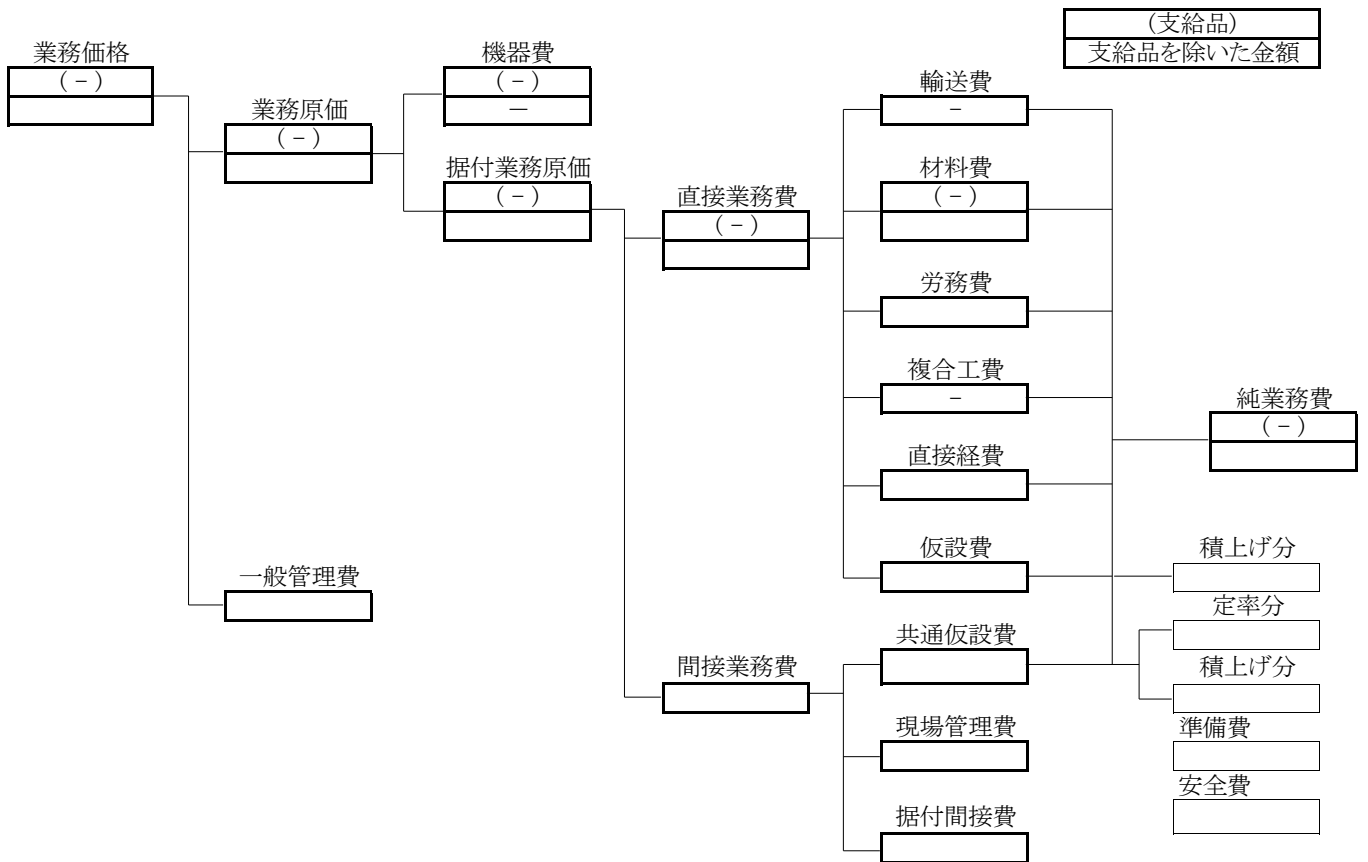 (支給品)
支給品を除いた金額
業務価格
(-)
業務原価
(-)
機器費
(-)
－
据付業務原価
(-)
直接業務費
(-)
輸送費
-
材料費
(-)
労務費
複合工費
-
直接経費
純業務費
(-)
仮設費
積上げ分
一般管理費
定率分
共通仮設費
間接業務費
積上げ分
現場管理費
準備費
安全費
据付間接費